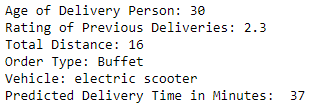 Age of Delivery Person: 30
Rating of Previous Deliveries: 2.3
Total Distance: 16
Order Type: Buffet
Vehicle: electric scooter
Predicted Delivery Time in Minutes:  37